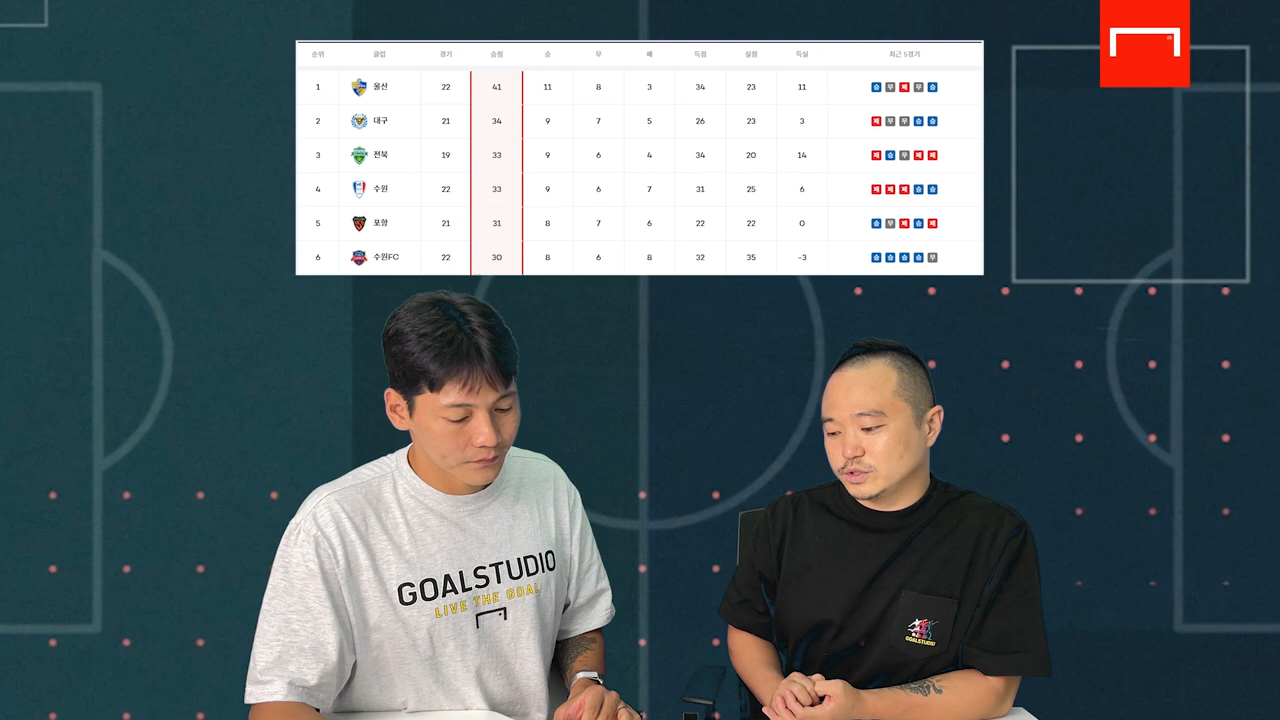 순위 클럽 경기 승점 승 무 패 득점 실점 득실 최근 5경기
1 울산 22 41 11 8 3 34 23 11 승 무 패 무 승
2 대구 21 34 9 7 5 26 23 3 패 무 무 승 승
3 전북 19 33 9 6 4 34 20 14 패 승 무 패 패
4 수원 22 33 9 6 7 31 25 6 패 패 패 승 승
5 포항 21 31 8 7 6 22 22 0 승 무 패 승 패
6 수원FC 22 30 8 6 8 32 35 -3 승 승 승 승 무
GOALSTUDIO
LIVE THE GOAL
GOALSTUDIO